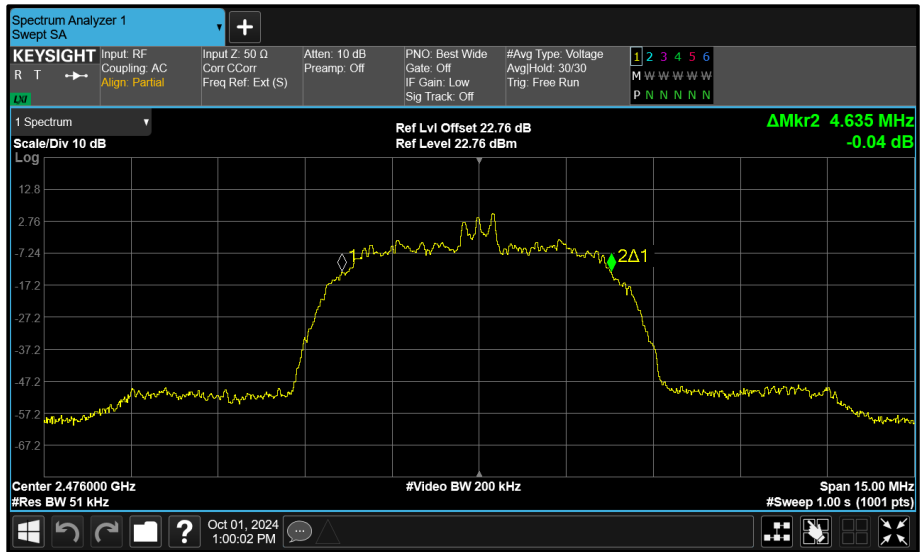 Spectrum Analyzer 1
Swept SA
KEYSIGHT
R T
LXI
Input: RF
Coupling: AC
Align: Partial
Input Z: 50 Ω
Corr CCorr
Freq Ref: Ext (S)
Atten: 10 dB
Preamp: Off
PNO: Best Wide
Gate: Off
IF Gain: Low
Sig Track: Off
#Avg Type: Voltage
Avg|Hold: 30/30
Trig: Free Run
1 2 3 4 5 6
M W W W W W
P N N N N N
1 Spectrum
Scale/Div 10 dB
Ref Lvl Offset 22.76 dB
Ref Level 22.76 dBm
ΔMkr2 4.635 MHz
-0.04 dB
Log
12.8
2.76
-7.24
-17.2
-27.2
-37.2
-47.2
-57.2
-67.2
1
2Δ1
Center 2.476000 GHz
#Video BW 200 kHz
Span 15.00 MHz
#Res BW 51 kHz
#Sweep 1.00 s (1001 pts)
?
Oct 01, 2024
1:00:02 PM